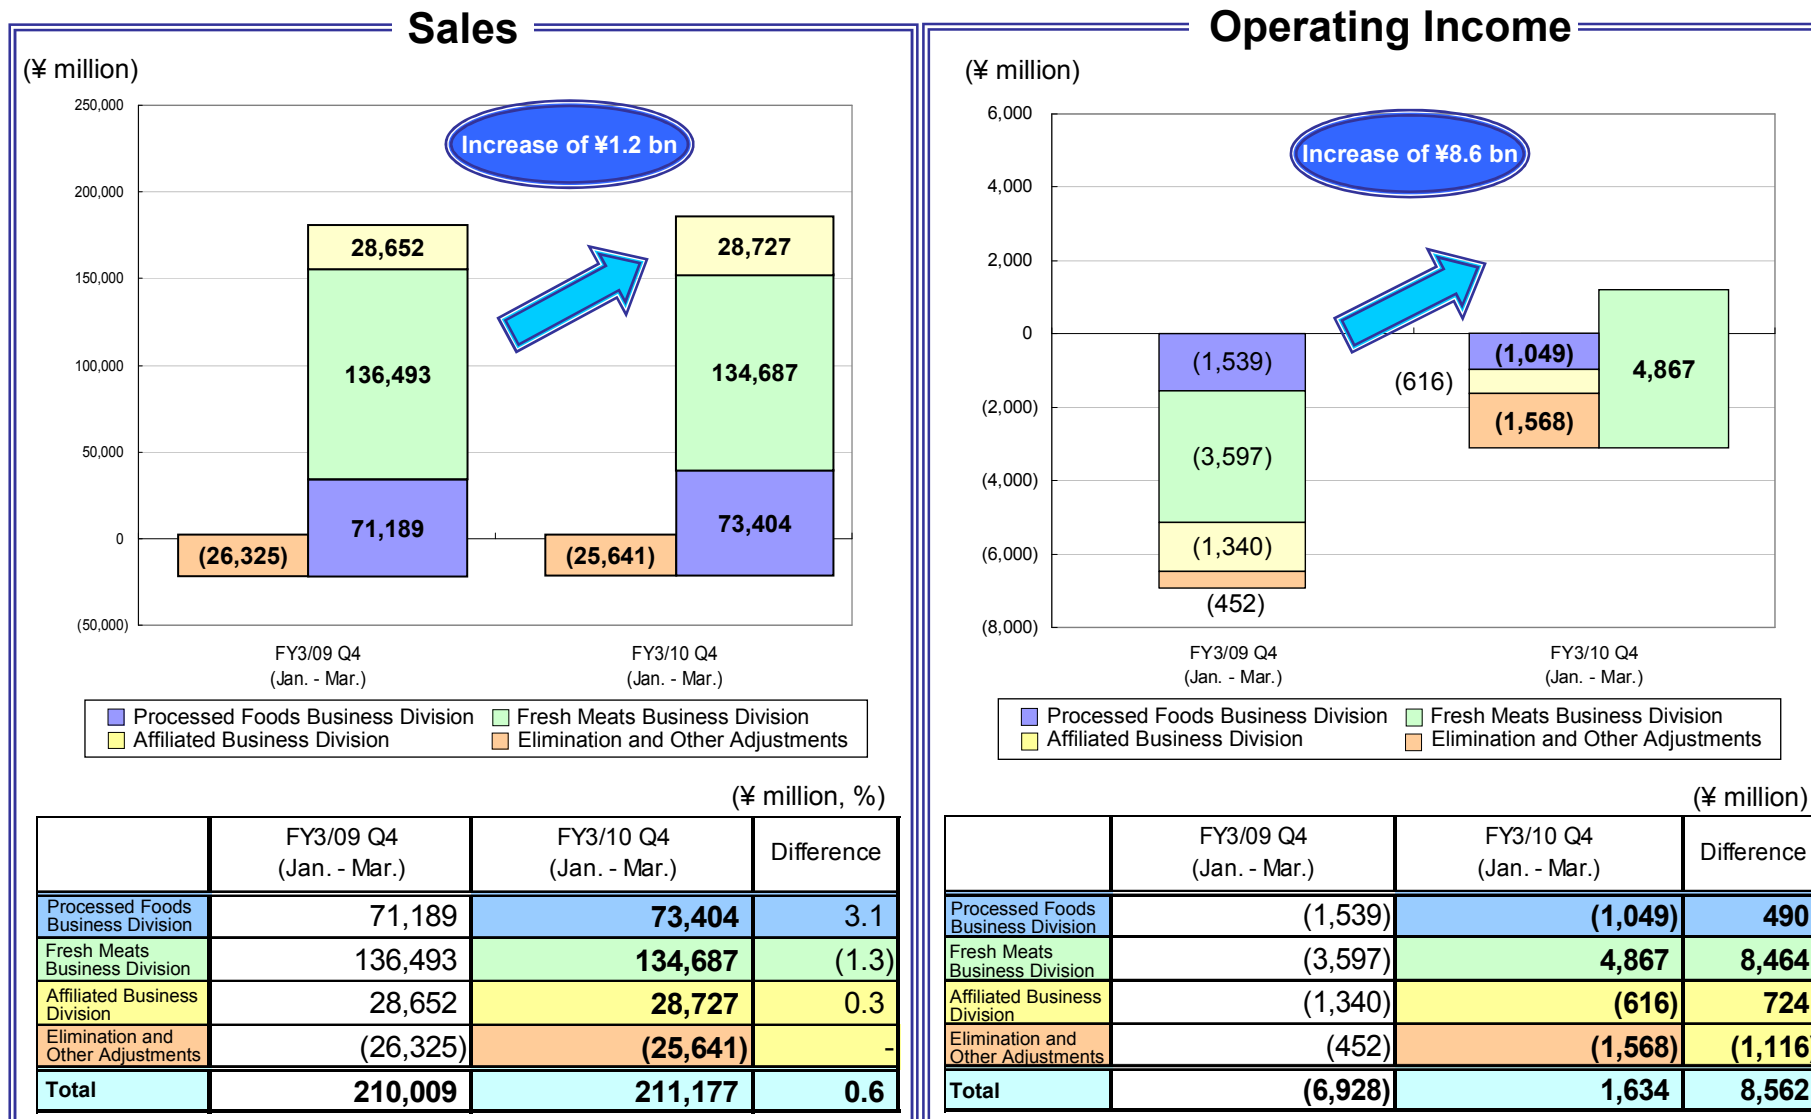 Sales
(¥ million)
250,000
200,000
150,000
100,000
50,000
0
(50,000)
Increase of ¥1.2 bn
28,652
136,493
71,189
(26,325)
28,727
134,687
73,404
(25,641)
FY3/09 Q4
(Jan. - Mar.)
FY3/10 Q4
(Jan. - Mar.)
Processed Foods Business Division
Fresh Meats Business Division
Affiliated Business Division
Elimination and Other Adjustments
(¥ million, %)
FY3/09 Q4 (Jan. - Mar.) FY3/10 Q4 (Jan. - Mar.) Difference
Processed Foods Business Division 71,189 73,404 3.1
Fresh Meats Business Division 136,493 134,687 (1.3)
Affiliated Business Division 28,652 28,727 0.3
Elimination and Other Adjustments (26,325) (25,641) -
Total 210,009 211,177 0.6
Operating Income
(¥ million)
6,000
4,000
2,000
0
(2,000)
(4,000)
(6,000)
(8,000)
Increase of ¥8.6 bn
(1,539)
(3,597)
(1,340)
(452)
(1,049)
(616)
(1,568)
4,867
FY3/09 Q4
(Jan. - Mar.)
FY3/10 Q4
(Jan. - Mar.)
Processed Foods Business Division
Fresh Meats Business Division
Affiliated Business Division
Elimination and Other Adjustments
(¥ million)
FY3/09 Q4 (Jan. - Mar.) FY3/10 Q4 (Jan. - Mar.) Difference
Processed Foods Business Division (1,539) (1,049) 490
Fresh Meats Business Division (3,597) 4,867 8,464
Affiliated Business Division (1,340) (616) 724
Elimination and Other Adjustments (452) (1,568) (1,116)
Total (6,928) 1,634 8,562